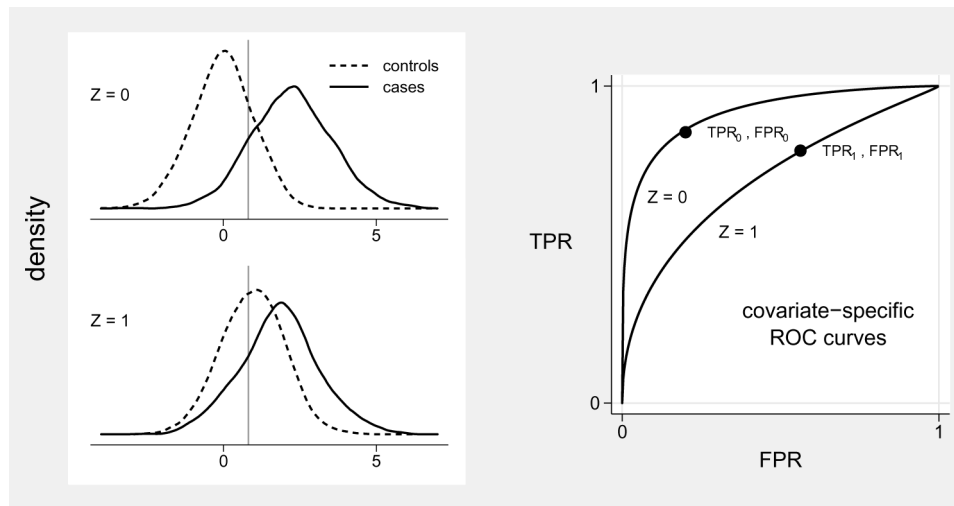 density
Z = 0
controls
cases
0 5
Z = 1
0 5
TPR
1
0
TPR₀ , FPR₀
TPR₁ , FPR₁
Z = 0
Z = 1
covariate−specific
ROC curves
0 1
FPR